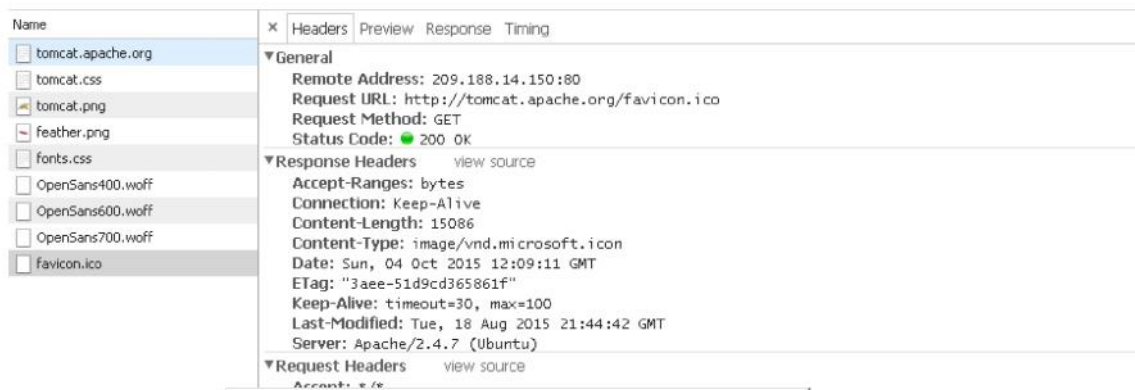 Name
tomcat.apache.org
tomcat.css
tomcat.png
feather.png
fonts.css
OpenSans400.woff
OpenSans600.woff
OpenSans700.woff
favicon.ico
× Headers Preview Response Timing
▼General
Remote Address: 209.188.14.150:80
Request URL: http://tomcat.apache.org/favicon.ico
Request Method: GET
Status Code: 200 OK
▼Response Headers view source
Accept-Ranges: bytes
Connection: Keep-Alive
Content-Length: 15086
Content-Type: image/vnd.microsoft.icon
Date: Sun, 04 Oct 2015 12:09:11 GMT
ETag: "3aee-51d9cd365861f"
Keep-Alive: timeout=30, max=100
Last-Modified: Tue, 18 Aug 2015 21:44:42 GMT
Server: Apache/2.4.7 (Ubuntu)
▼Request Headers view source
Accept: */*